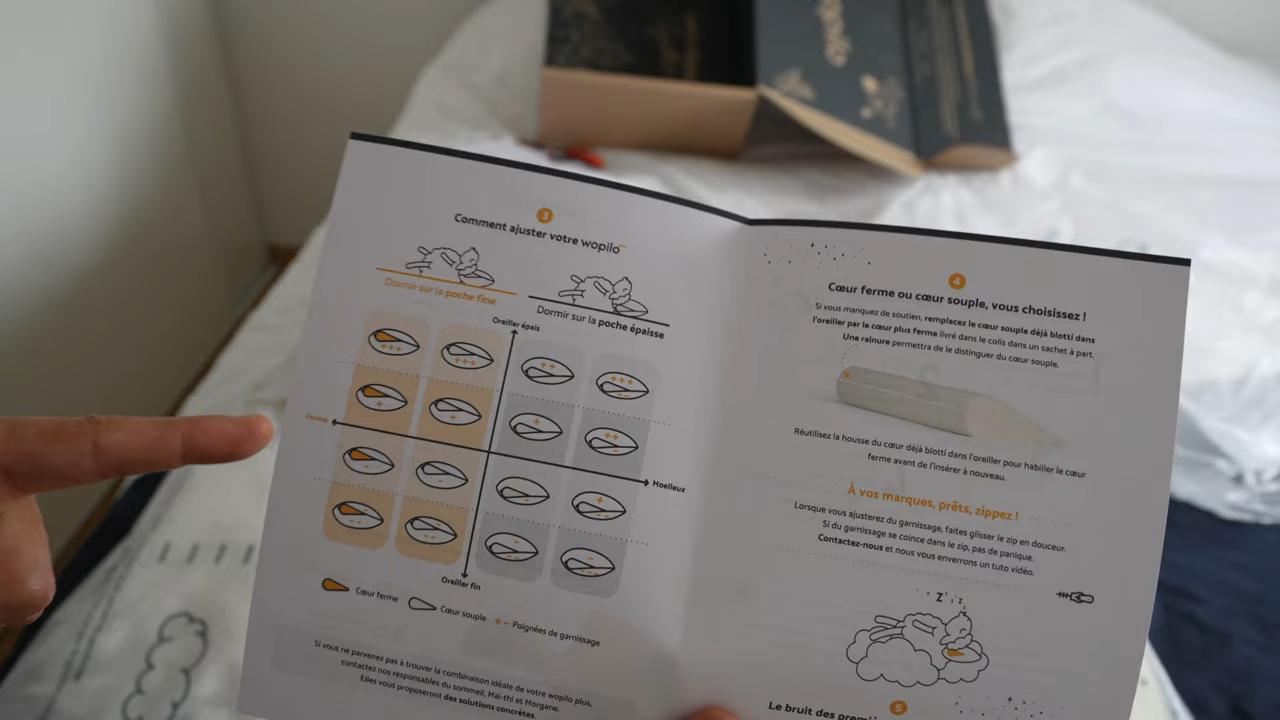 3
Comment ajuster votre wopilo
Dormir sur la poche fine
Dormir sur la poche épaisse
Oreiller épais
+++
+++
++
+++
+
+
+
++
Ferme
Moelleux
-
-
-
+
- -
- -
- -
Oreiller fin
Cœur ferme
Cœur souple
+ - Poignées de garnissage
Si vous ne parvenez pas à trouver la combinaison idéale de votre wopilo plus,
contactez nos responsables du sommeil, Maï-thi et Morgane.
Elles vous proposeront des solutions concrètes.
4
Cœur ferme ou cœur souple, vous choisissez !
Si vous manquez de soutien, remplacez le cœur souple déjà blotti dans
l'oreiller par le cœur plus ferme livré dans le colis dans un sachet à part.
Une rainure permettra de le distinguer du cœur souple.
Réutilisez la housse du cœur déjà blotti dans l'oreiller pour habiller le cœur
ferme avant de l'insérer à nouveau.
À vos marques, prêts, zippez !
Lorsque vous ajusterez du garnissage, faites glisser le zip en douceur.
Si du garnissage se coince dans le zip, pas de panique.
Contactez-nous et nous vous enverrons un tuto vidéo.
z z z z
5
Le bruit des